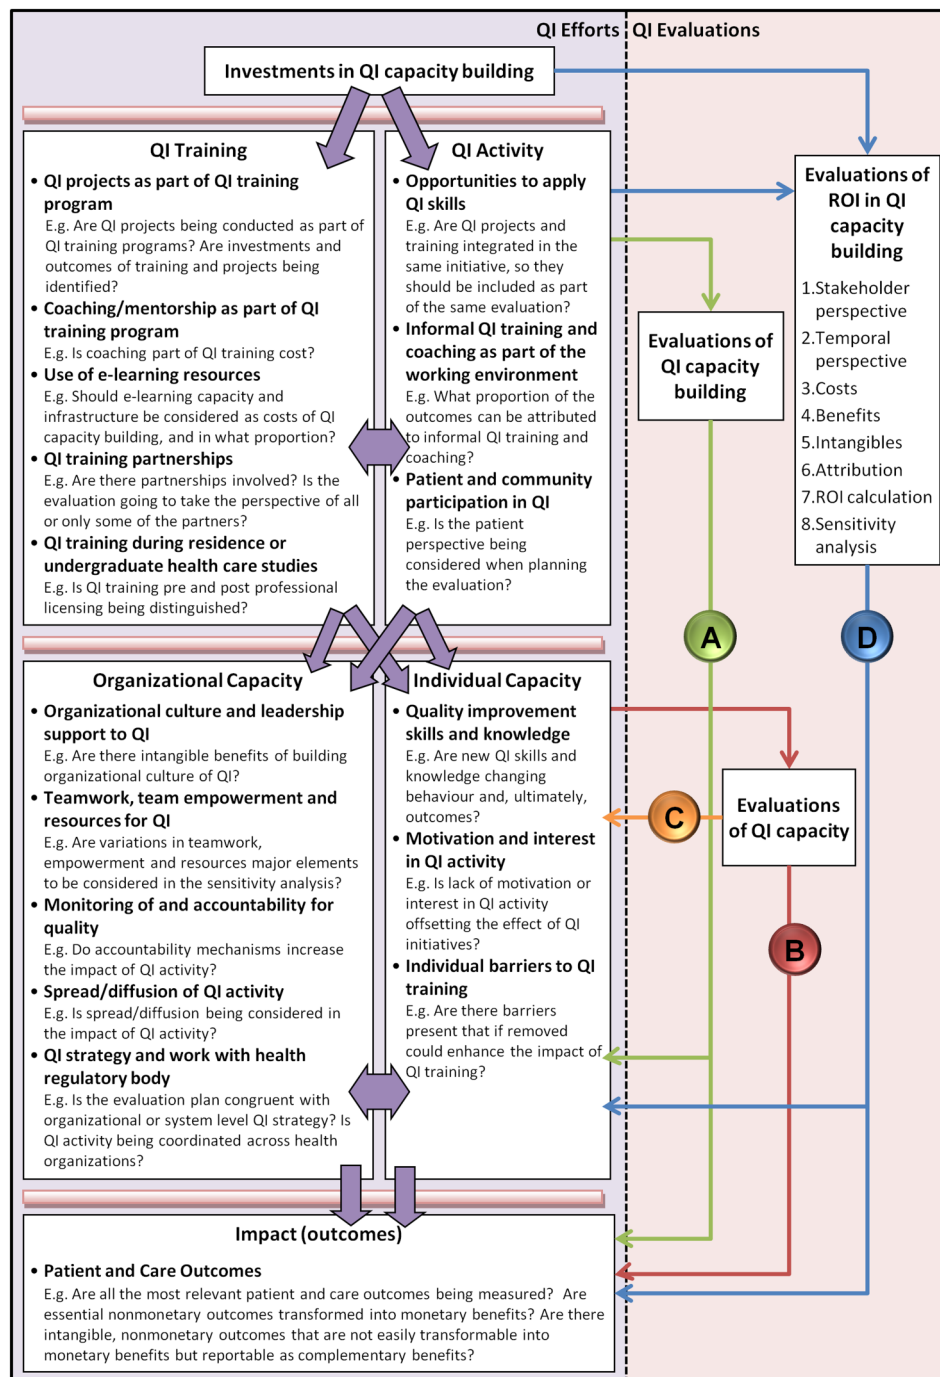 QI Efforts
QI Evaluations
Investments in QI capacity building
QI Training
• QI projects as part of QI training
program
E.g. Are QI projects being conducted as part of
QI training programs? Are investments and
outcomes of training and projects being
identified?
• Coaching/mentorship as part of QI
training program
E.g. Is coaching part of QI training cost?
• Use of e-learning resources
E.g. Should e-learning capacity and
infrastructure be considered as costs of QI
capacity building, and in what proportion?
• QI training partnerships
E.g. Are there partnerships involved? Is the
evaluation going to take the perspective of all
or only some of the partners?
• QI training during residence or
undergraduate health care studies
E.g. Is QI training pre and post professional
licensing being distinguished?
QI Activity
• Opportunities to apply
QI skills
E.g. Are QI projects and
training integrated in the
same initiative, so they
should be included as part
of the same evaluation?
• Informal QI training and
coaching as part of the
working environment
E.g. What proportion of the
outcomes can be attributed
to informal QI training and
coaching?
• Patient and community
participation in QI
E.g. Is the patient
perspective being
considered when planning
the evaluation?
Evaluations of
QI capacity
building
Evaluations of
ROI in QI
capacity
building
1.Stakeholder
perspective
2.Temporal
perspective
3.Costs
4.Benefits
5.Intangibles
6.Attribution
7.ROI calculation
8.Sensitivity
analysis
A
D
Organizational Capacity
• Organizational culture and leadership
support to QI
E.g. Are there intangible benefits of building
organizational culture of QI?
• Teamwork, team empowerment and
resources for QI
E.g. Are variations in teamwork,
empowerment and resources major elements
to be considered in the sensitivity analysis?
• Monitoring of and accountability for
quality
E.g. Do accountability mechanisms increase
the impact of QI activity?
• Spread/diffusion of QI activity
E.g. Is spread/diffusion being considered in
the impact of QI activity?
• QI strategy and work with health
regulatory body
E.g. Is the evaluation plan congruent with
organizational or system level QI strategy? Is
QI activity being coordinated across health
organizations?
Individual Capacity
• Quality improvement
skills and knowledge
E.g. Are new QI skills and
knowledge changing
behaviour and, ultimately,
outcomes?
• Motivation and interest
in QI activity
E.g. Is lack of motivation or
interest in QI activity
offsetting the effect of QI
initiatives?
• Individual barriers to QI
training
E.g. Are there barriers
present that if removed
could enhance the impact of
QI training?
C
Evaluations
of QI capacity
B
Impact (outcomes)
• Patient and Care Outcomes
E.g. Are all the most relevant patient and care outcomes being measured? Are
essential nonmonetary outcomes transformed into monetary benefits? Are there
intangible, nonmonetary outcomes that are not easily transformable into
monetary benefits but reportable as complementary benefits?